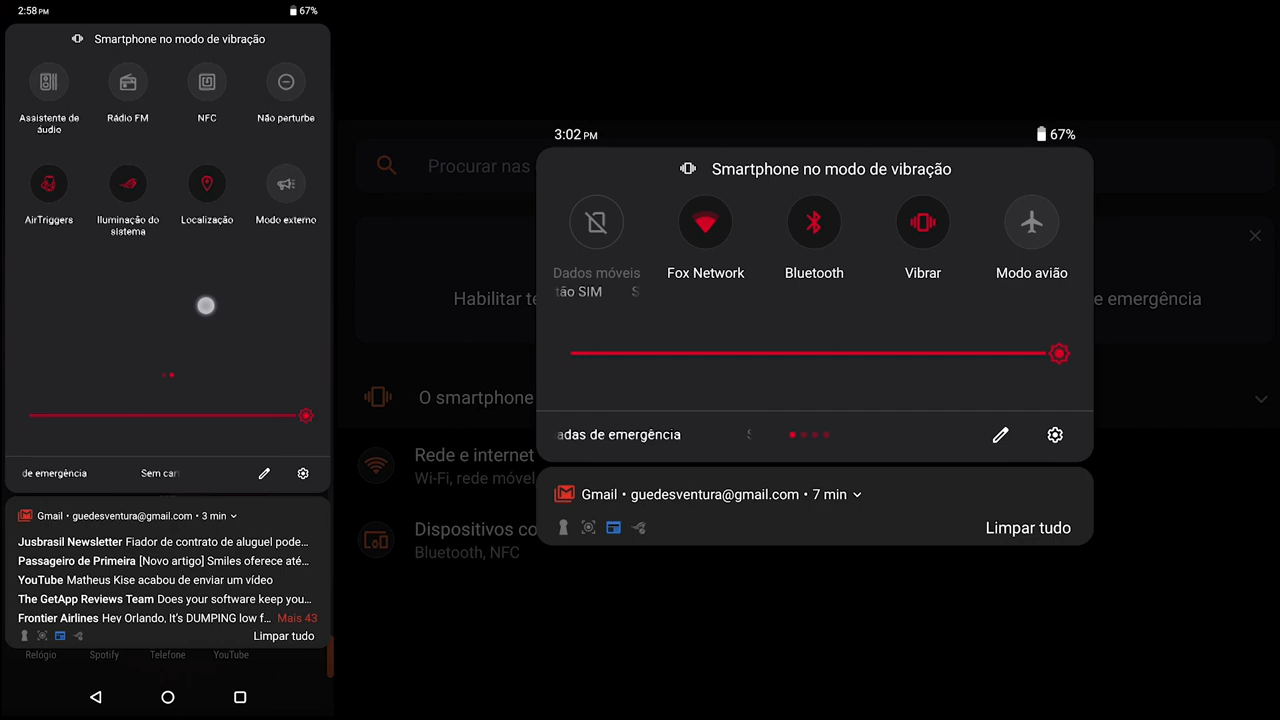 2:58 PM
67%
Smartphone no modo de vibração
Assistente de áudio
Rádio FM
NFC
Não perturbe
AirTriggers
Iluminação do sistema
Localização
Modo externo
de emergência
Sem car
Gmail • guedesventura@gmail.com • 3 min
Jusbrasil Newsletter Fiador de contrato de aluguel pode...
Passageiro de Primeira [Novo artigo] Smiles oferece até...
YouTube Matheus Kise acabou de enviar um vídeo
The GetApp Reviews Team Does your software keep you...
Frontier Airlines Hey Orlando, It's DUMPING low f... Mais 43
Limpar tudo
Relógio
Spotify
Telefone
YouTube
3:02 PM
67%
Procurar nas
Smartphone no modo de vibração
Dados móveis
tão SIM S
Fox Network
Bluetooth
Vibrar
Modo avião
Habilitar te
e emergência
O smartphone
adas de emergência
Rede e internet
Wi-Fi, rede móvel
Gmail • guedesventura@gmail.com • 7 min
Limpar tudo
Dispositivos co
Bluetooth, NFC